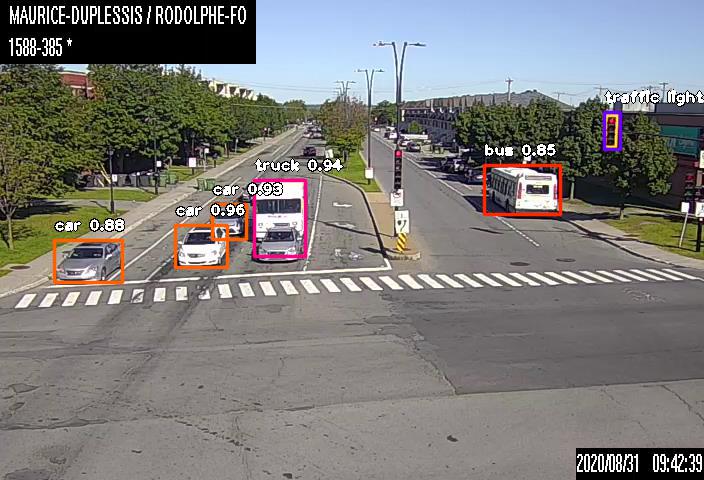 MAURICE-DUPLESSIS / RODOLPHE-FO
1588-385 *
traffic light
bus 0.85
truck 0.94
car 0.93
car 0.96
car 0.88
2020/08/31 09:42:39